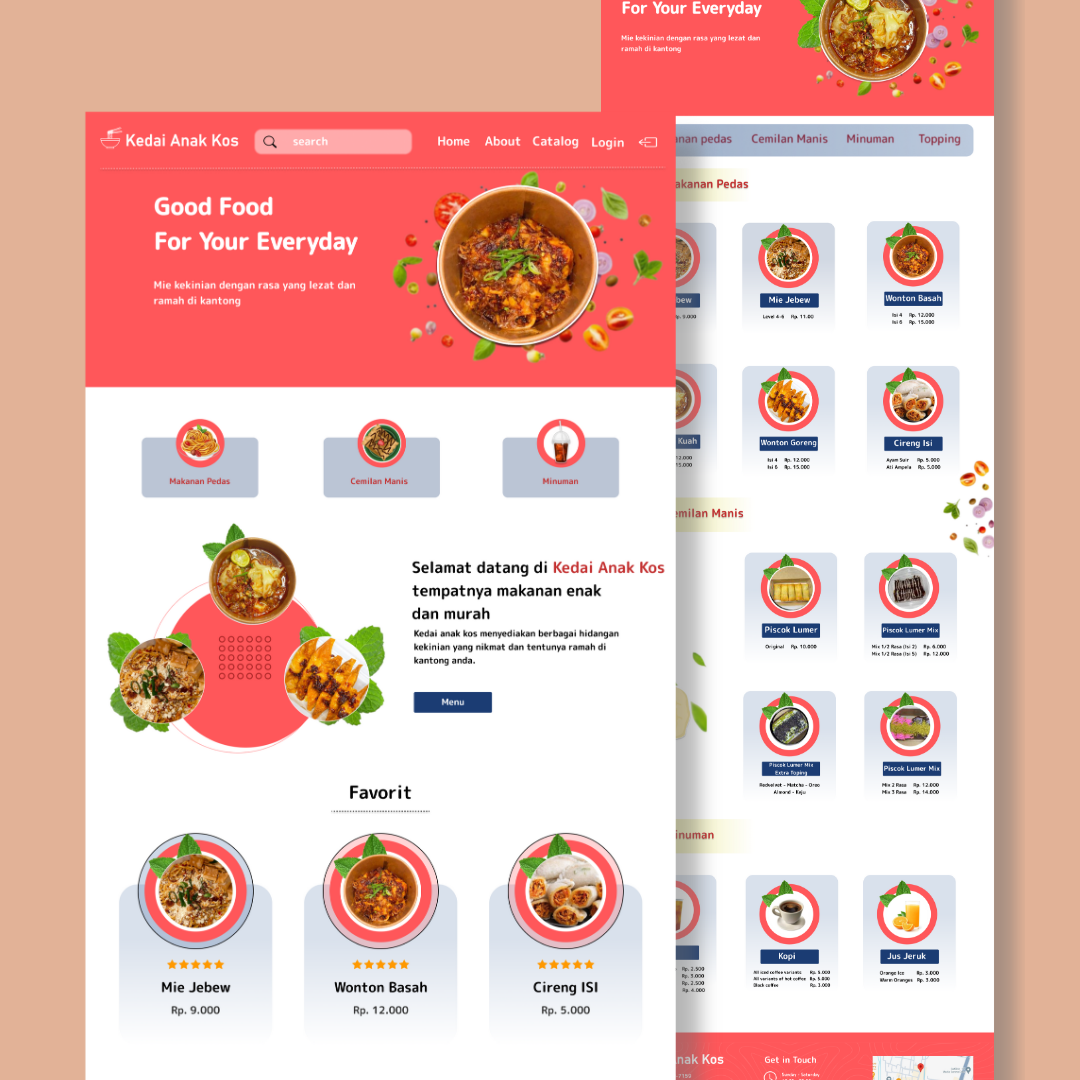 For Your Everyday
Mie kekinian dengan rasa yang lezat dan
ramah di kantong
Kedai Anak Kos
search
Home About Catalog Login
Good Food
For Your Everyday
Mie kekinian dengan rasa yang lezat dan
ramah di kantong
Makanan Pedas
Cemilan Manis
Minuman
Selamat datang di Kedai Anak Kos
tempatnya makanan enak
dan murah
Kedai anak kos menyediakan berbagai hidangan
kekinian yang nikmat dan tentunya ramah di
kantong anda.
Menu
Favorit
Mie Jebew
Rp. 9.000
Wonton Basah
Rp. 12.000
Cireng ISI
Rp. 5.000
nan pedas Cemilan Manis Minuman Topping
akanan Pedas
bew
p. 9.000
Mie Jebew
Level 4-6 Rp. 11.00
Wonton Basah
Isi 4 Rp. 12.000
Isi 6 Rp. 15.000
Kuah
12.000
15.000
Wonton Goreng
Isi 4 Rp. 12.000
Isi 6 Rp. 15.000
Cireng Isi
Ayam Suir Rp. 5.000
Ati Ampela Rp. 5.000
emilan Manis
Piscok Lumer
Original Rp. 10.000
Piscok Lumer Mix
Mix 1/2 Rasa (Isi 2) Rp. 6.000
Mix 1/2 Rasa (Isi 5) Rp. 12.000
Piscok Lumer Mix
Extra Toping
Redvelvet - Matcha - Oreo
Almond - Keju
Piscok Lumer Mix
Mix 2 Rasa Rp. 12.000
Mix 3 Rasa Rp. 14.000
inuman
Rp. 2.500
Rp. 3.000
Rp. 2.500
Rp. 4.000
Kopi
All iced coffee variants Rp. 5.000
All variants of hot coffee Rp. 5.000
Black coffee Rp. 3.000
Jus Jeruk
Orange Ice Rp. 3.000
Warm Oranges Rp. 3.000
nak Kos
7193
Get in Touch
Sunday - Saturday